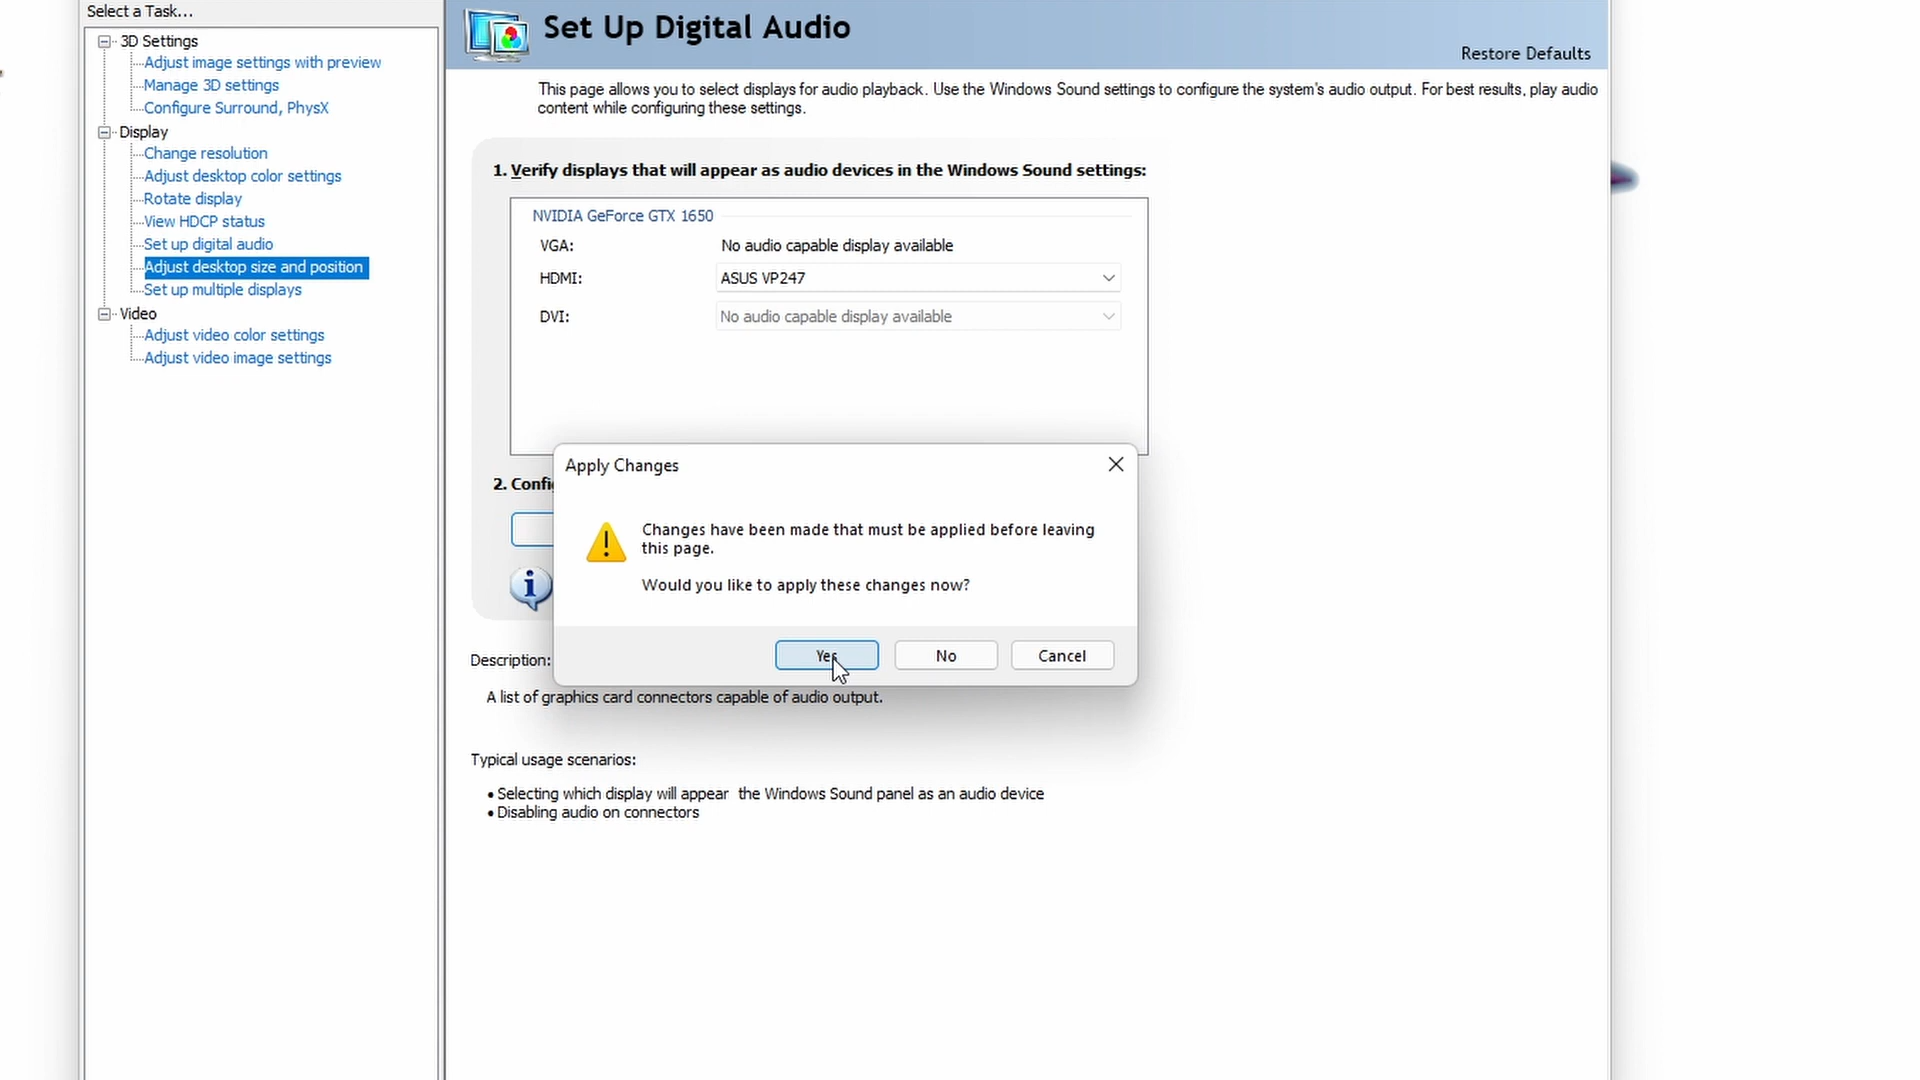 Select a Task...
3D Settings
Adjust image settings with preview
Manage 3D settings
Configure Surround, PhysX
Display
Change resolution
Adjust desktop color settings
Rotate display
View HDCP status
Set up digital audio
Adjust desktop size and position
Set up multiple displays
Video
Adjust video color settings
Adjust video image settings
Set Up Digital Audio
Restore Defaults
This page allows you to select displays for audio playback. Use the Windows Sound settings to configure the system's audio output. For best results, play audio
content while configuring these settings.
1. Verify displays that will appear as audio devices in the Windows Sound settings:
NVIDIA GeForce GTX 1650
VGA: No audio capable display available
HDMI: ASUS VP247
DVI: No audio capable display available
2. Confi
Apply Changes
Changes have been made that must be applied before leaving
this page.
Would you like to apply these changes now?
Yes No Cancel
Description:
A list of graphics card connectors capable of audio output.
Typical usage scenarios:
• Selecting which display will appear the Windows Sound panel as an audio device
• Disabling audio on connectors